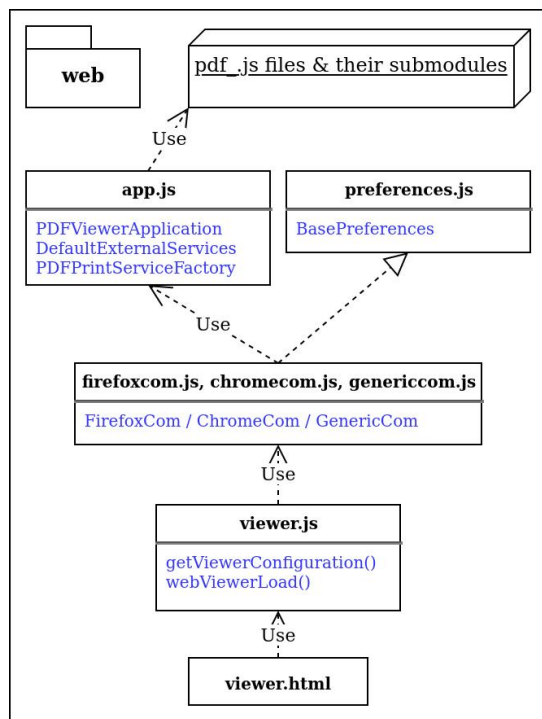 web
pdf_.js files & their submodules
Use
app.js
PDFViewerApplication
DefaultExternalServices
PDFPrintServiceFactory
preferences.js
BasePreferences
Use
firefoxcom.js, chromecom.js, genericcom.js
FirefoxCom / ChromeCom / GenericCom
Use
viewer.js
getViewerConfiguration()
webViewerLoad()
Use
viewer.html